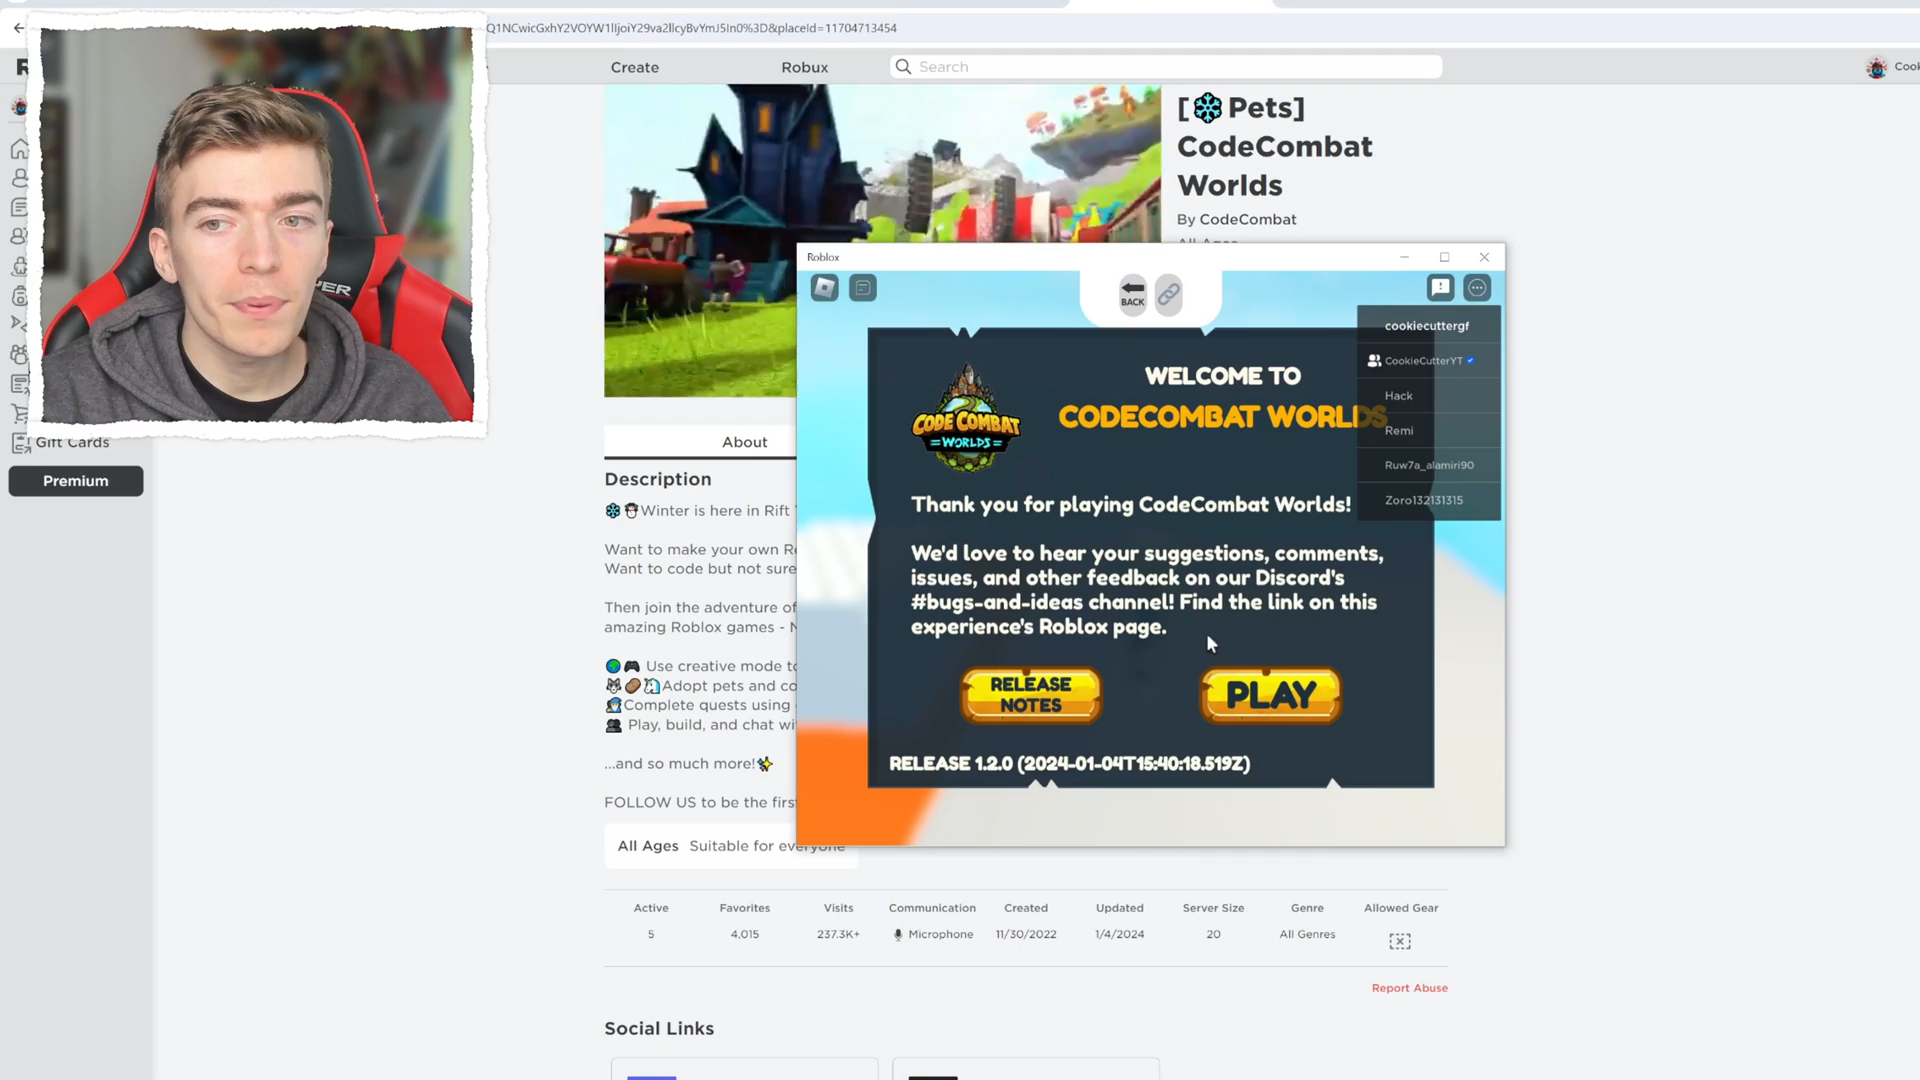 Q1NCwicGxhY2VOYW1lIjoiY29va2llcyBvYmJ5In0%3D&placeId=11704713454
Create
Robux
Search
Cook
[❄Pets]
CodeCombat
Worlds
By CodeCombat
Roblox
BACK
cookiecuttergf
CookieCutterYT
Hack
Remi
Ruw7a_alamiri90
Zoro132131315
CODE COMBAT
=WORLDS=
WELCOME TO
CODECOMBAT WORLDS
Thank you for playing CodeCombat Worlds!
We'd love to hear your suggestions, comments,
issues, and other feedback on our Discord's
#bugs-and-ideas channel! Find the link on this
experience's Roblox page.
RELEASE
NOTES
PLAY
RELEASE 1.2.0 (2024-01-04T15:40:18.519Z)
Gift Cards
Premium
About
Description
❄☃Winter is here in Rift
Want to make your own R
Want to code but not sure
Then join the adventure of
amazing Roblox games - N
🌎🎮 Use creative mode to
🐺🥔🐴Adopt pets and co
Complete quests using
👥 Play, build, and chat wi
...and so much more!✨
FOLLOW US to be the firs
All Ages Suitable for everyone
Active Favorites Visits Communication Created Updated Server Size Genre Allowed Gear
5 4,015 237.3K+ Microphone 11/30/2022 1/4/2024 20 All Genres
Report Abuse
Social Links